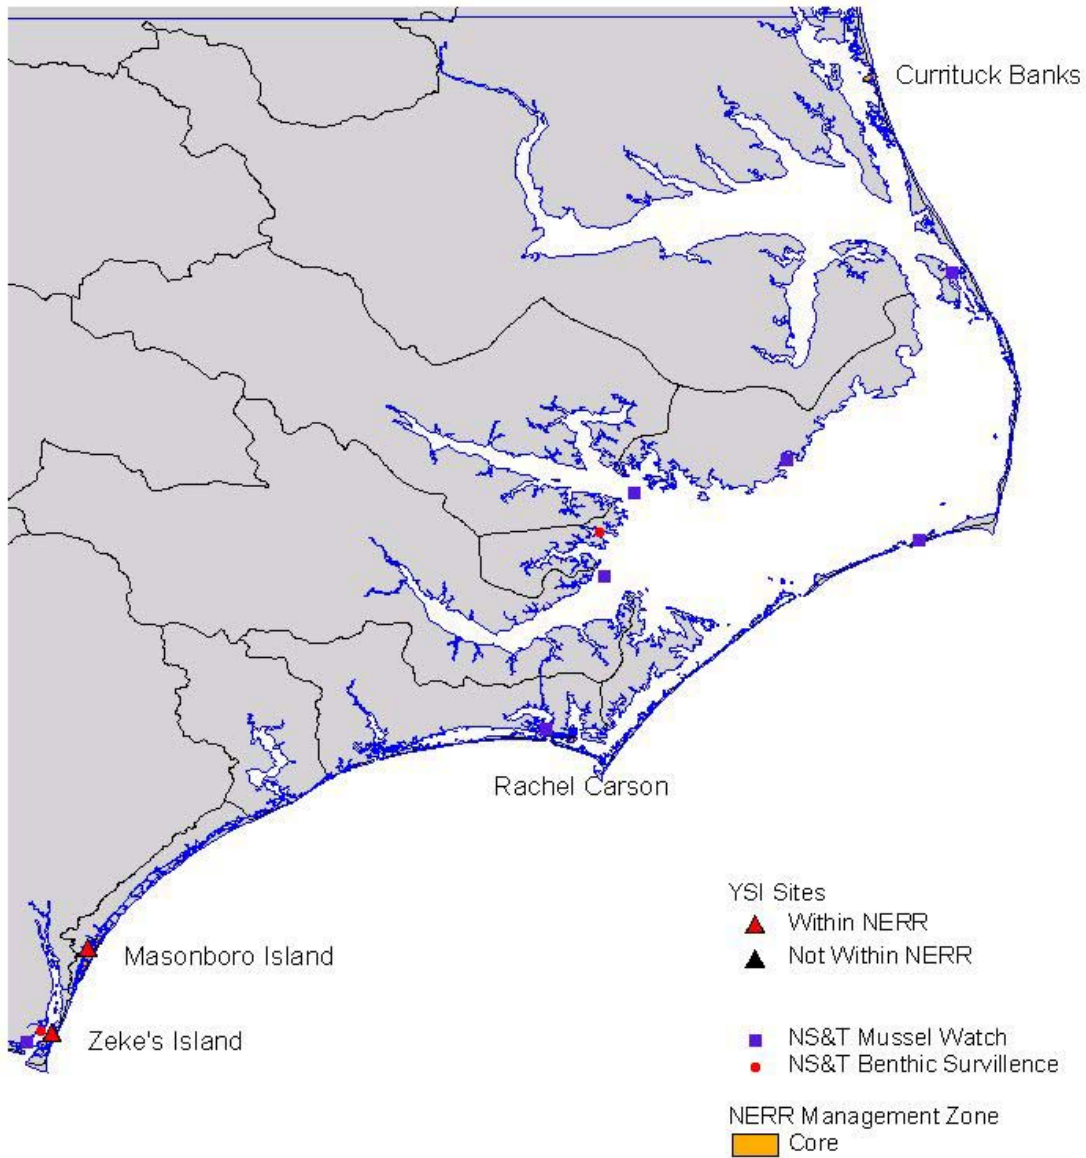 Currituck Banks
Rachel Carson
Masonboro Island
Zeke's Island
YSI Sites
Within NERR
Not Within NERR
NS&T Mussel Watch
NS&T Benthic Survillence
NERR Management Zone
Core